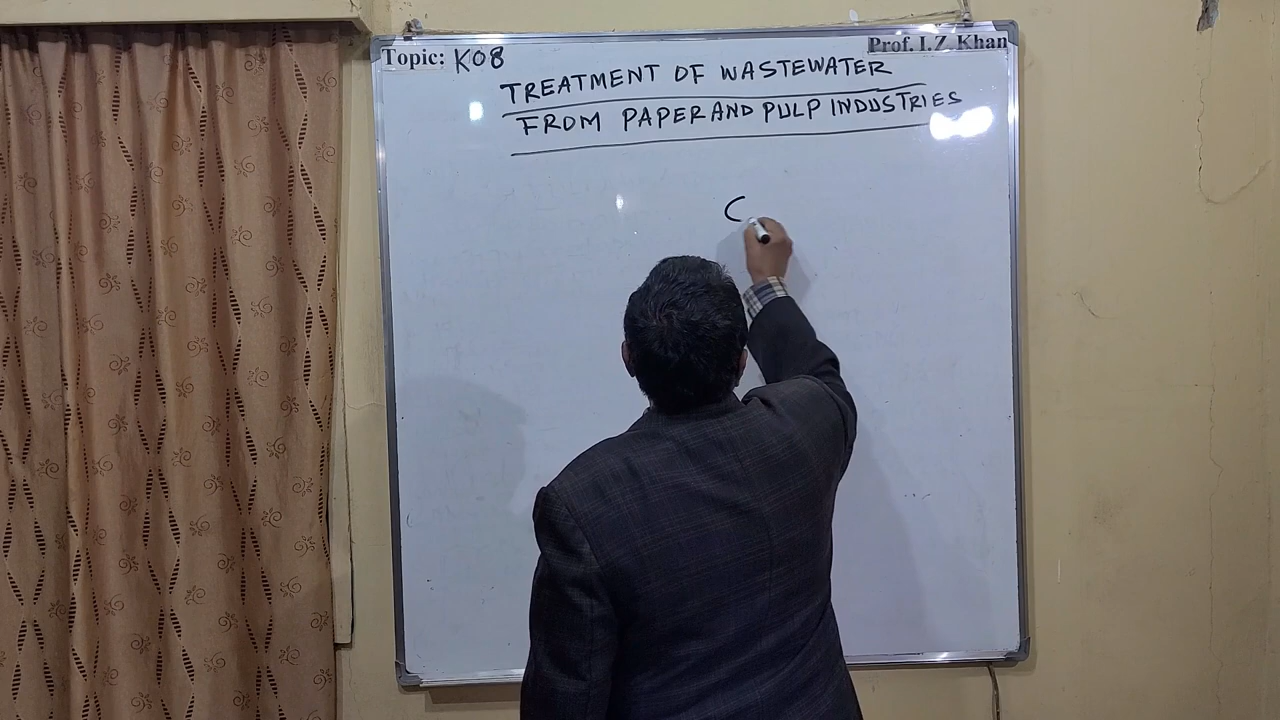 Topic: K08
Prof. I.Z. Khan
TREATMENT OF WASTEWATER
FROM PAPER AND PULP INDUSTRIES
C